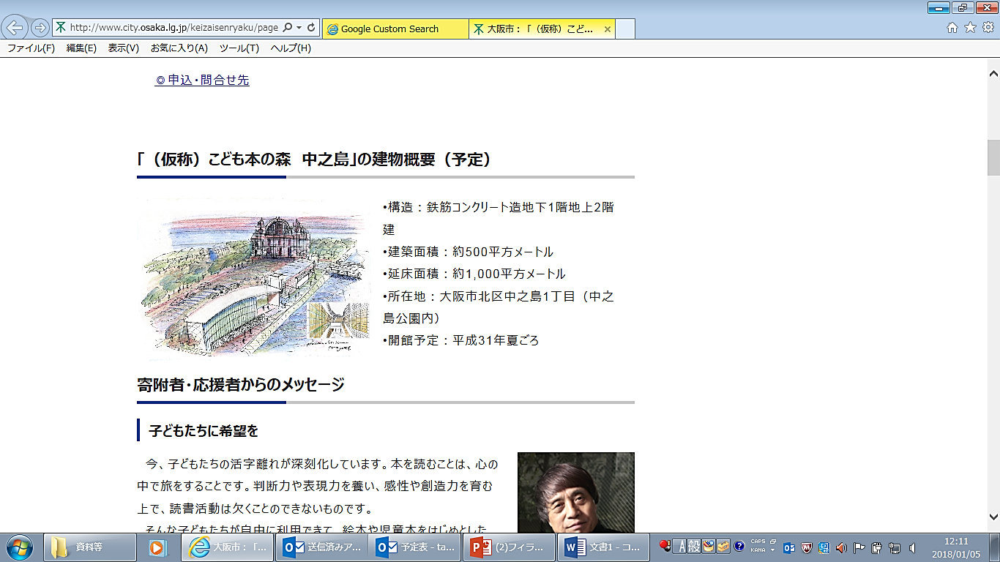 http://www.city.osaka.lg.jp/keizaisenryaku/page
Google Custom Search
大阪市：「（仮称）こど...
ファイル(F) 編集(E) 表示(V) お気に入り(A) ツール(T) ヘルプ(H)
◎申込・問合せ先
「（仮称）こども本の森　中之島」の建物概要（予定）
•構造：鉄筋コンクリート造地下1階地上2階
建
•建築面積：約500平方メートル
•延床面積：約1,000平方メートル
•所在地：大阪市北区中之島1丁目（中之
島公園内）
•開館予定：平成31年夏ごろ
寄附者・応援者からのメッセージ
子どもたちに希望を
今、子どもたちの活字離れが深刻化しています。本を読むことは、心の
中で旅をすることです。判断力や表現力を養い、感性や創造力を育む
上で、読書活動は欠くことのできないものです。
そんな子どもたちが自由に利用できて、絵本や児童本をはじめとした
資料等
大阪市：「...
送信済みア...
予定表 - ta...
(2)フィラ...
文書1 - コ...
A 般
CAPS
KANA
12:11
2018/01/05